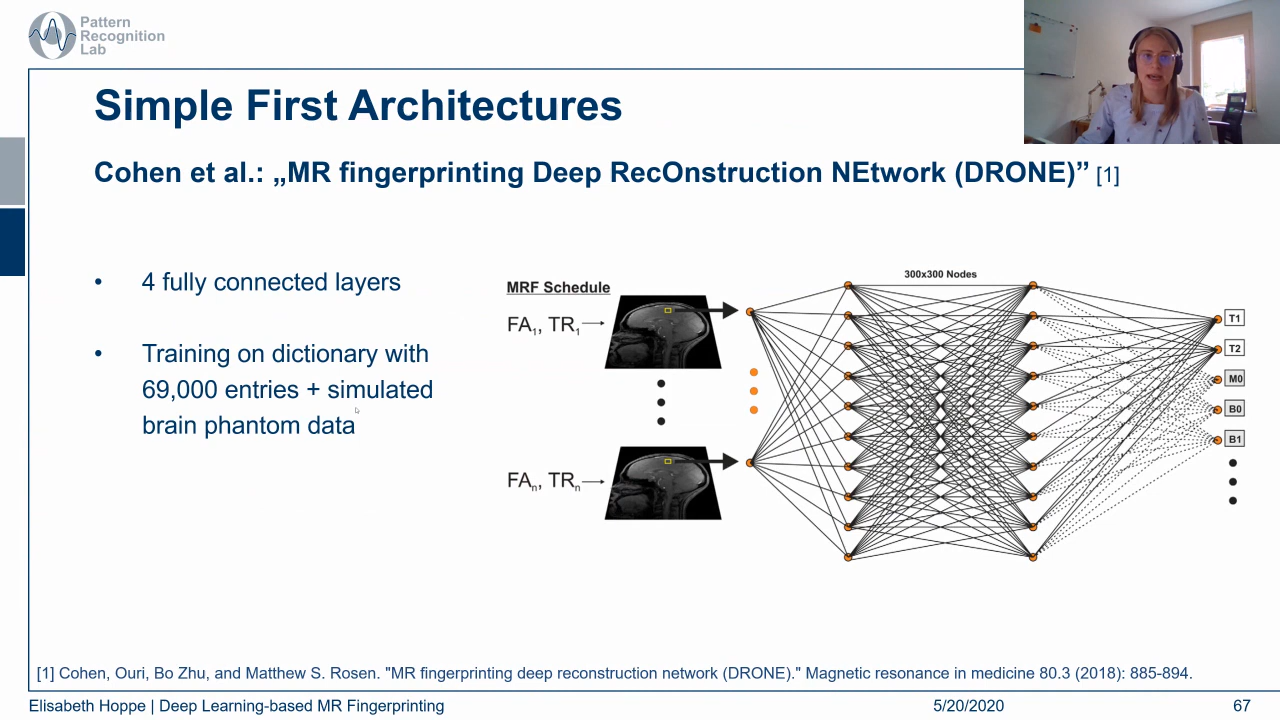 Pattern
Recognition
Lab
Simple First Architectures
Cohen et al.: „MR fingerprinting Deep RecOnstruction NEtwork (DRONE)” [1]
• 4 fully connected layers
• Training on dictionary with
69,000 entries + simulated
brain phantom data
MRF Schedule
FA1, TR1
FAn, TRn
300x300 Nodes
T1
T2
M0
B0
B1
[1] Cohen, Ouri, Bo Zhu, and Matthew S. Rosen. "MR fingerprinting deep reconstruction network (DRONE)." Magnetic resonance in medicine 80.3 (2018): 885-894.
Elisabeth Hoppe | Deep Learning-based MR Fingerprinting
5/20/2020
67